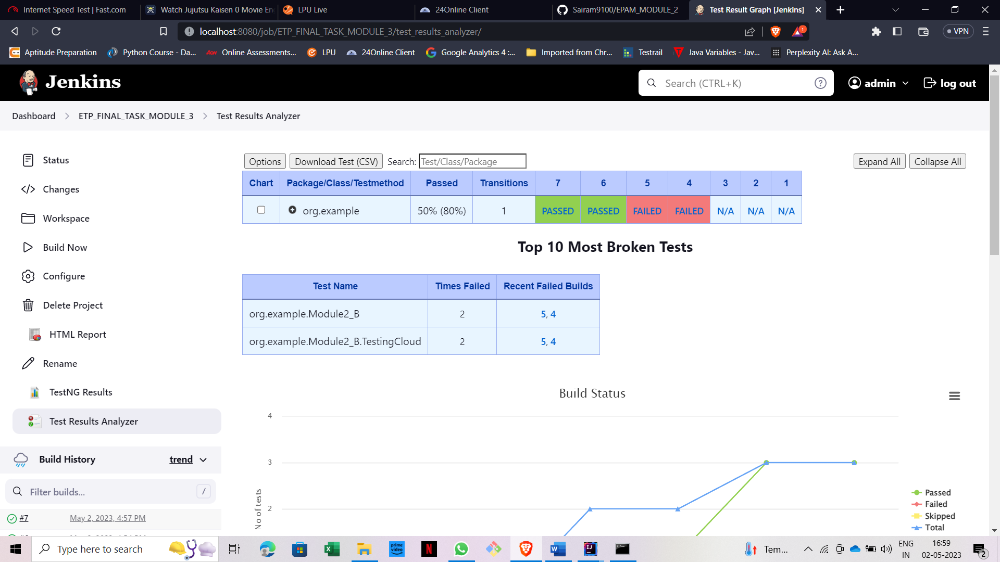 Internet Speed Test | Fast.com
Watch Jujutsu Kaisen 0 Movie En
LPU Live
24Online Client
Sairam9100/EPAM_MODULE_2
Test Result Graph [Jenkins]
localhost:8080/job/ETP_FINAL_TASK_MODULE_3/test_results_analyzer/
1
VPN
Aptitude Preparation
Python Course - Da...
Aon
Online Assessments...
LPU
24Online Client
Google Analytics 4 :...
Imported from Chr...
Testrail
Java Variables - Jav...
Perplexity AI: Ask A...
Jenkins
Search (CTRL+K)
?
admin
log out
Dashboard
ETP_FINAL_TASK_MODULE_3
Test Results Analyzer
Status
Changes
Workspace
Build Now
Configure
Delete Project
HTML Report
Rename
TestNG Results
Test Results Analyzer
Build History
trend
Filter builds...
/
#7
May 2, 2023, 4:57 PM
Options
Download Test (CSV)
Search:
Test/Class/Package
Expand All
Collapse All
Chart Package/Class/Testmethod Passed Transitions 7 6 5 4 3 2 1
org.example 50% (80%) 1 PASSED PASSED FAILED FAILED N/A N/A N/A
Top 10 Most Broken Tests
Test Name Times Failed Recent Failed Builds
org.example.Module2_B 2 5, 4
org.example.Module2_B.TestingCloud 2 5, 4
Build Status
4
3
2
No of tests
Passed
Failed
Skipped
Total
Type here to search
prime video
N
W
IJ
Tem...
ENG
IN
16:59
02-05-2023
2